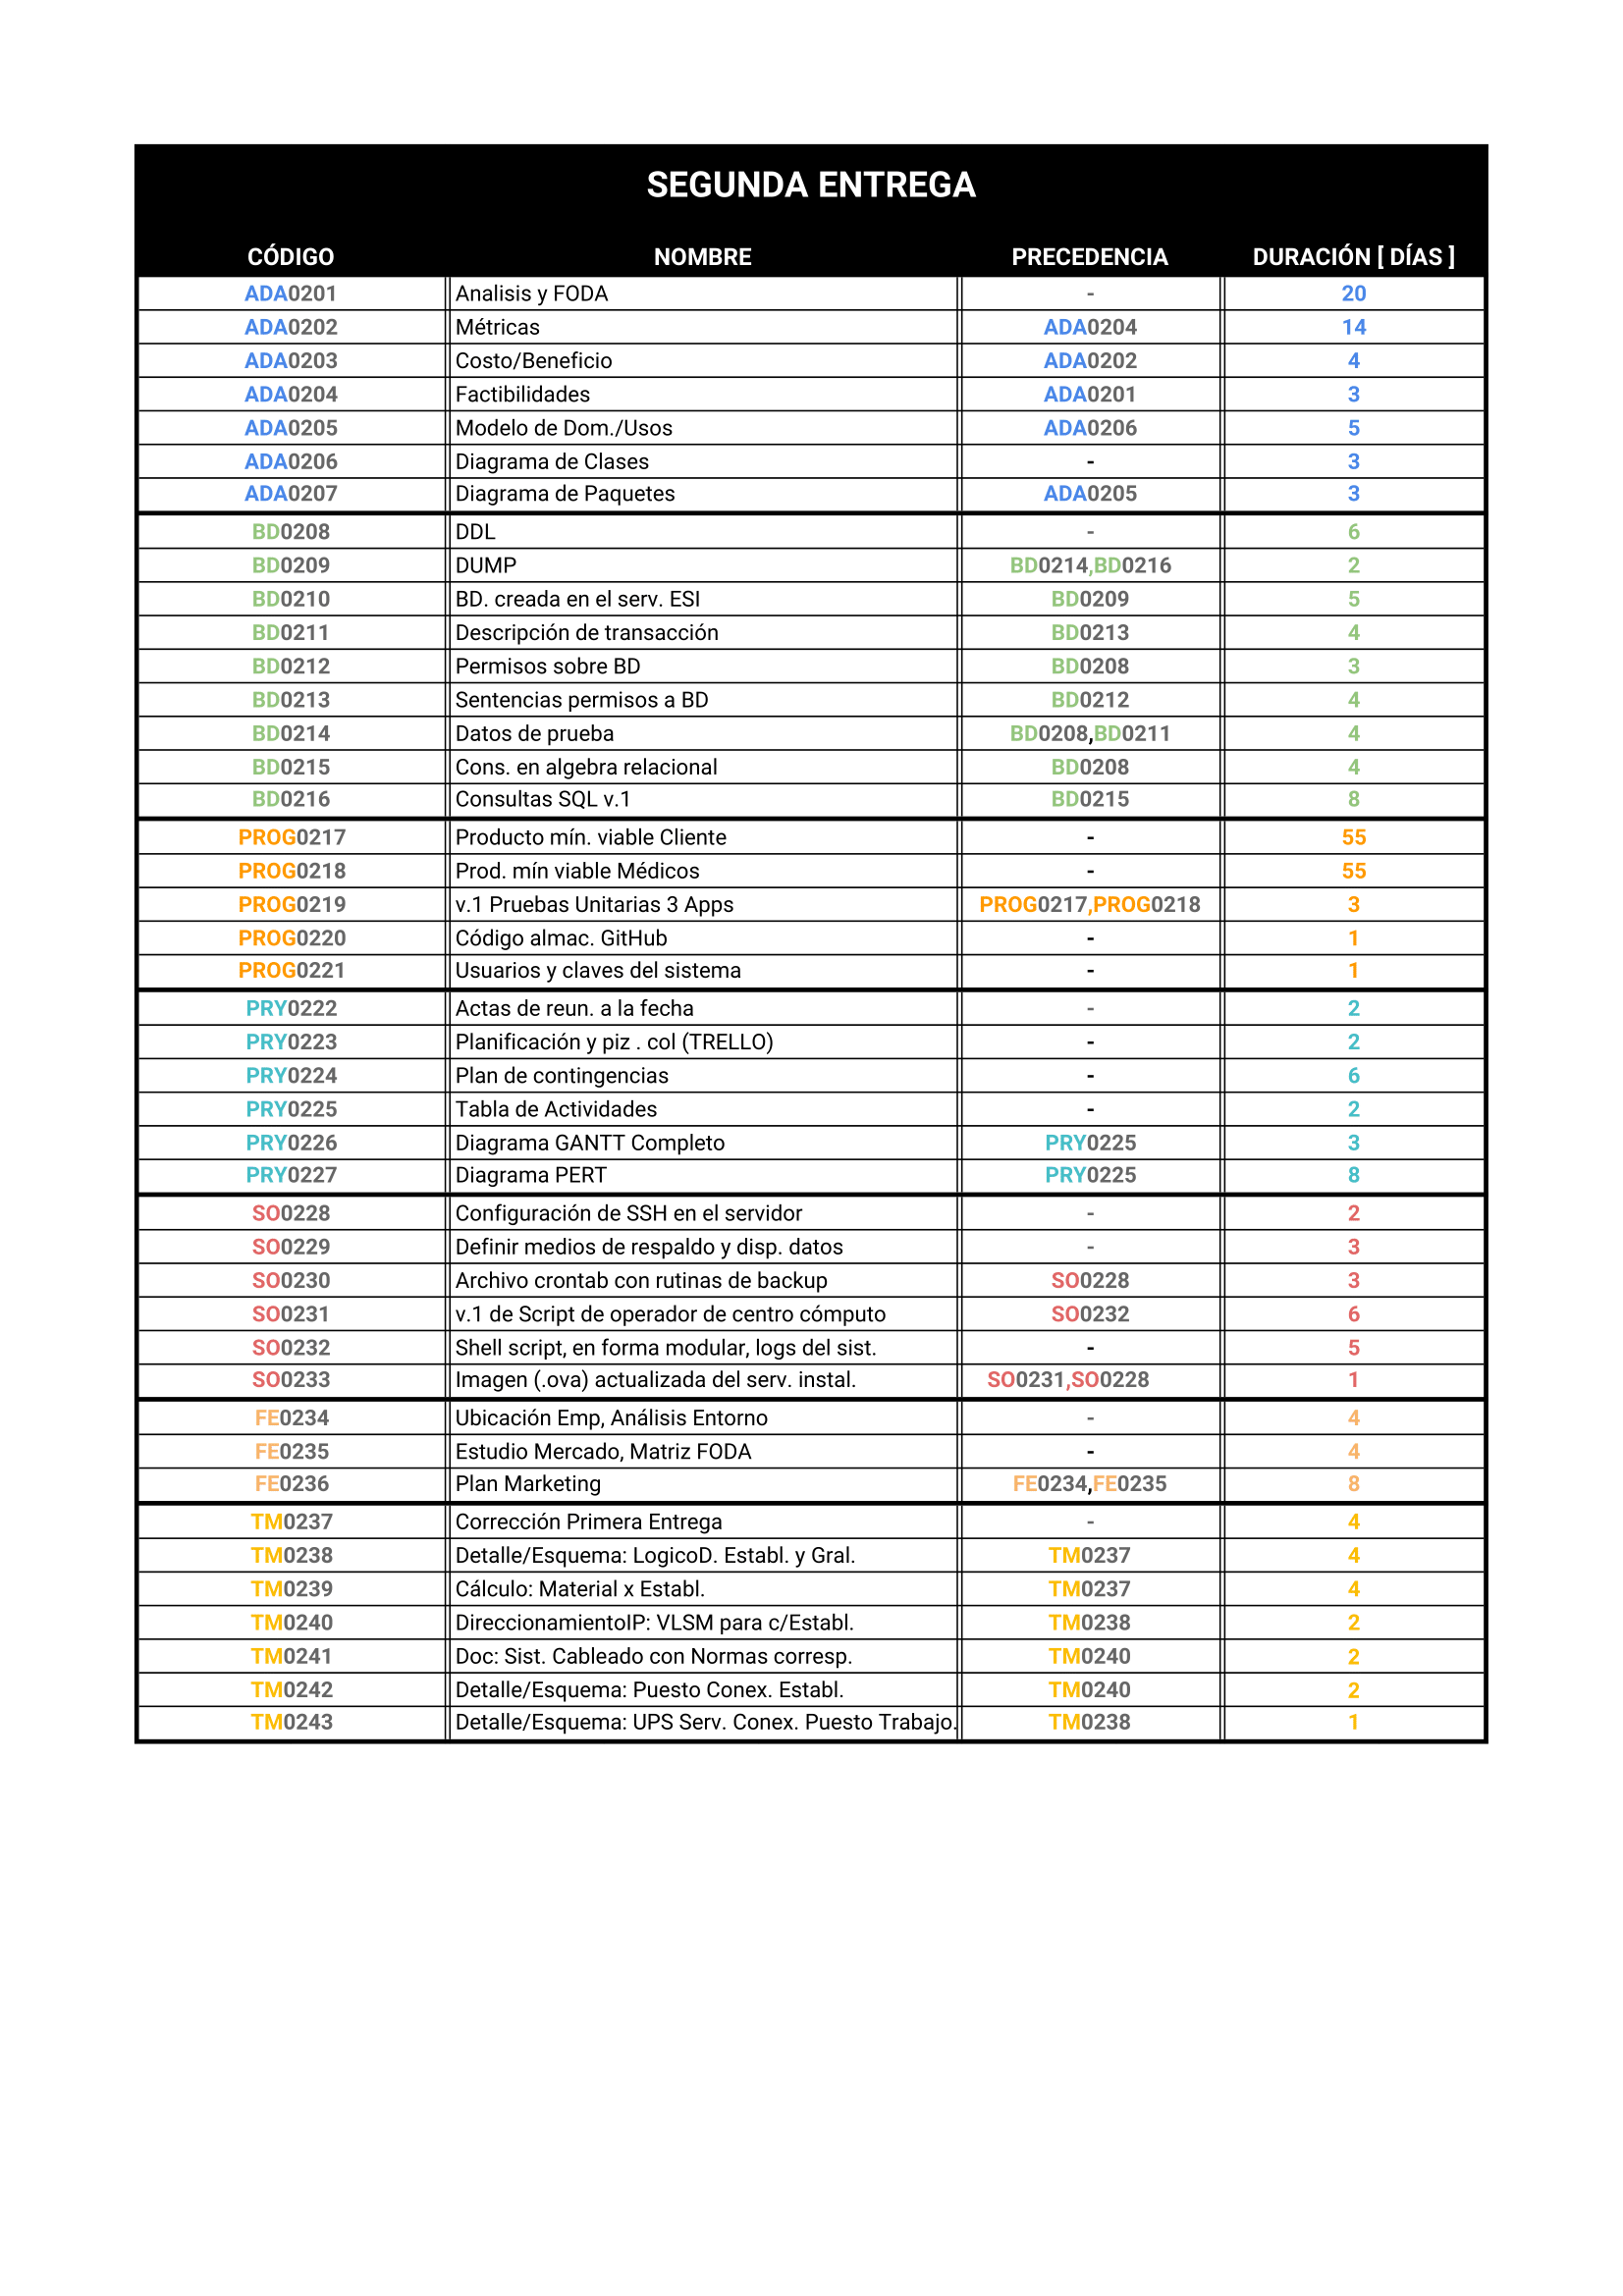 SEGUNDA ENTREGA
CÓDIGO NOMBRE PRECEDENCIA DURACIÓN [ DÍAS ]
ADA0201 Analisis y FODA - 20
ADA0202 Métricas ADA0204 14
ADA0203 Costo/Beneficio ADA0202 4
ADA0204 Factibilidades ADA0201 3
ADA0205 Modelo de Dom./Usos ADA0206 5
ADA0206 Diagrama de Clases - 3
ADA0207 Diagrama de Paquetes ADA0205 3
BD0208 DDL - 6
BD0209 DUMP BD0214,BD0216 2
BD0210 BD. creada en el serv. ESI BD0209 5
BD0211 Descripción de transacción BD0213 4
BD0212 Permisos sobre BD BD0208 3
BD0213 Sentencias permisos a BD BD0212 4
BD0214 Datos de prueba BD0208,BD0211 4
BD0215 Cons. en algebra relacional BD0208 4
BD0216 Consultas SQL v.1 BD0215 8
PROG0217 Producto mín. viable Cliente - 55
PROG0218 Prod. mín viable Médicos - 55
PROG0219 v.1 Pruebas Unitarias 3 Apps PROG0217,PROG0218 3
PROG0220 Código almac. GitHub - 1
PROG0221 Usuarios y claves del sistema - 1
PRY0222 Actas de reun. a la fecha - 2
PRY0223 Planificación y piz . col (TRELLO) - 2
PRY0224 Plan de contingencias - 6
PRY0225 Tabla de Actividades - 2
PRY0226 Diagrama GANTT Completo PRY0225 3
PRY0227 Diagrama PERT PRY0225 8
SO0228 Configuración de SSH en el servidor - 2
SO0229 Definir medios de respaldo y disp. datos - 3
SO0230 Archivo crontab con rutinas de backup SO0228 3
SO0231 v.1 de Script de operador de centro cómputo SO0232 6
SO0232 Shell script, en forma modular, logs del sist. - 5
SO0233 Imagen (.ova) actualizada del serv. instal. SO0231,SO0228 1
FE0234 Ubicación Emp, Análisis Entorno - 4
FE0235 Estudio Mercado, Matriz FODA - 4
FE0236 Plan Marketing FE0234,FE0235 8
TM0237 Corrección Primera Entrega - 4
TM0238 Detalle/Esquema: LogicoD. Establ. y Gral. TM0237 4
TM0239 Cálculo: Material x Establ. TM0237 4
TM0240 DireccionamientoIP: VLSM para c/Establ. TM0238 2
TM0241 Doc: Sist. Cableado con Normas corresp. TM0240 2
TM0242 Detalle/Esquema: Puesto Conex. Establ. TM0240 2
TM0243 Detalle/Esquema: UPS Serv. Conex. Puesto Trabajo. TM0238 1